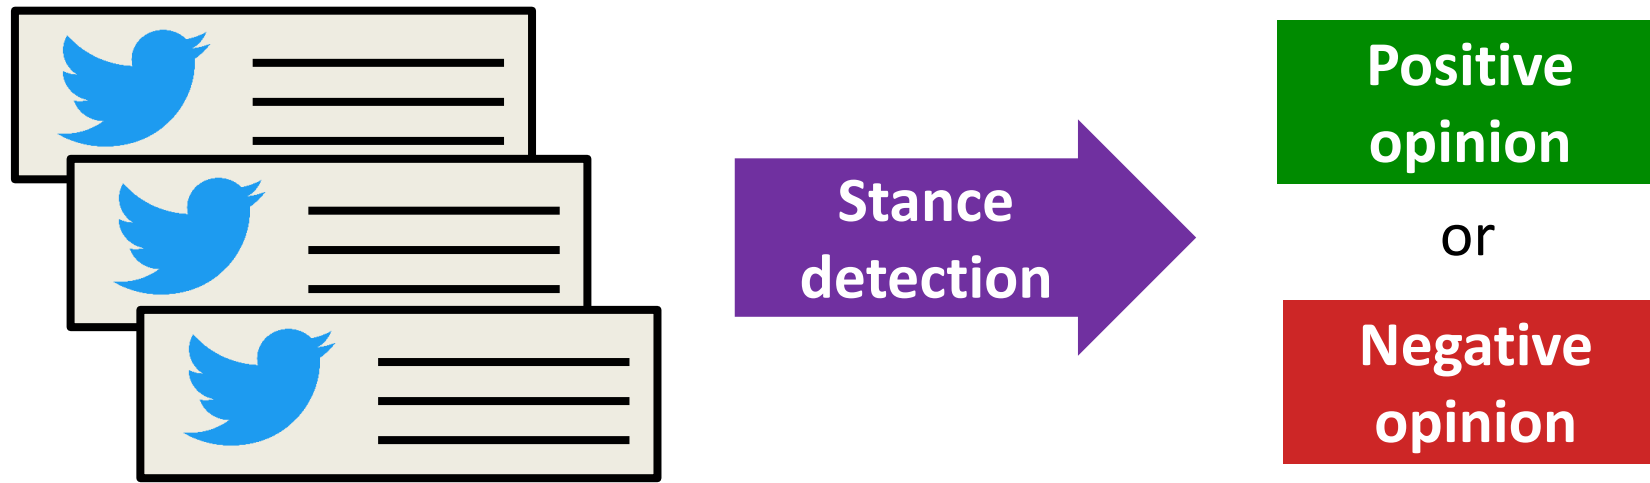 Stance
detection
Positive
opinion
or
Negative
opinion